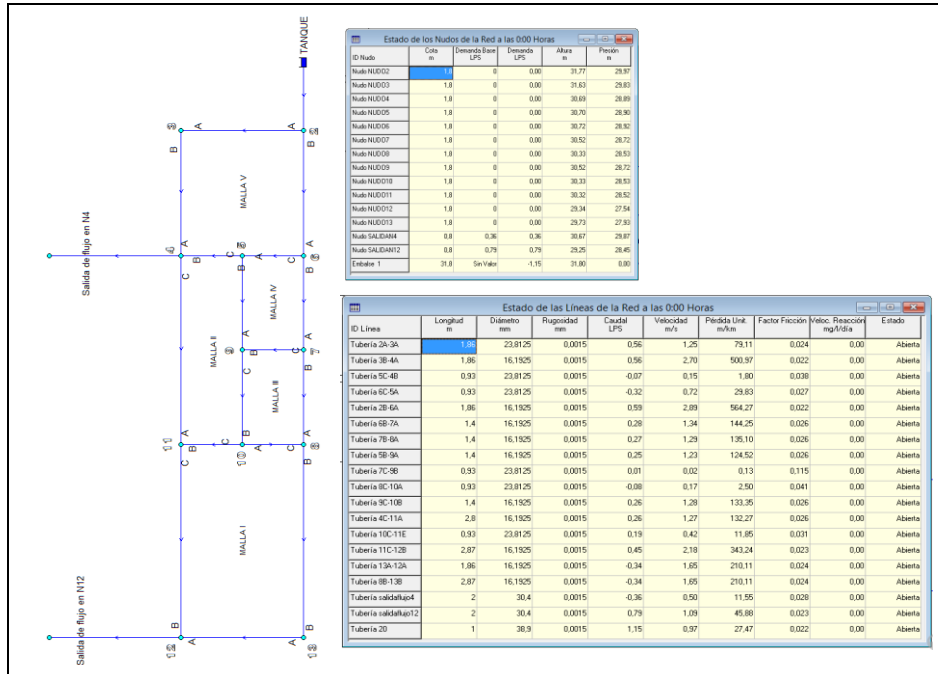 TANQUE
3 A A 2
B B
MALLA V
Salida de flujo en N4
4 A B A 5 C A C 6
C B B
MALLA IV
MALLA II
9 A B C A 7
C B
MALLA III
11 A B C B A C A 8
C 10 B
MALLA I
Salida de flujo en N12
B B
12 A A 13
Estado de los Nudos de la Red a las 0:00 Horas
ID Nudo Cota m Demanda Base LPS Demanda LPS Altura m Presión m
Nudo NUDO2 1,8 0 0,00 31,77 29,97
Nudo NUDO3 1,8 0 0,00 31,63 29,83
Nudo NUDO4 1,8 0 0,00 30,69 28,89
Nudo NUDO5 1,8 0 0,00 30,70 28,90
Nudo NUDO6 1,8 0 0,00 30,72 28,92
Nudo NUDO7 1,8 0 0,00 30,52 28,72
Nudo NUDO8 1,8 0 0,00 30,33 28,53
Nudo NUDO9 1,8 0 0,00 30,52 28,72
Nudo NUDO10 1,8 0 0,00 30,33 28,53
Nudo NUDO11 1,8 0 0,00 30,32 28,52
Nudo NUDO12 1,8 0 0,00 29,34 27,54
Nudo NUDO13 1,8 0 0,00 29,73 27,93
Nudo SALIDAN4 0,8 0,36 0,36 30,67 29,87
Nudo SALIDAN12 0,8 0,79 0,79 29,25 28,45
Embalse 1 31,8 Sin Valor -1,15 31,80 0,00
Estado de las Líneas de la Red a las 0:00 Horas
ID Línea Longitud m Diámetro mm Rugosidad mm Caudal LPS Velocidad m/s Pérdida Unit. m/km Factor Fricción Veloc. Reacción mg/l/día Estado
Tubería 2A-3A 1,86 23,8125 0,0015 0,56 1,25 79,11 0,024 0,00 Abierta
Tubería 3B-4A 1,86 16,1925 0,0015 0,56 2,70 500,97 0,022 0,00 Abierta
Tubería 5C-4B 0,93 23,8125 0,0015 -0,07 0,15 1,80 0,038 0,00 Abierta
Tubería 6C-5A 0,93 23,8125 0,0015 -0,32 0,72 29,83 0,027 0,00 Abierta
Tubería 2B-6A 1,86 16,1925 0,0015 0,59 2,89 564,27 0,022 0,00 Abierta
Tubería 6B-7A 1,4 16,1925 0,0015 0,28 1,34 144,25 0,026 0,00 Abierta
Tubería 7B-8A 1,4 16,1925 0,0015 0,27 1,29 135,10 0,026 0,00 Abierta
Tubería 5B-9A 1,4 16,1925 0,0015 0,25 1,23 124,52 0,026 0,00 Abierta
Tubería 7C-9B 0,93 23,8125 0,0015 0,01 0,02 0,13 0,115 0,00 Abierta
Tubería 8C-10A 0,93 23,8125 0,0015 -0,08 0,17 2,50 0,041 0,00 Abierta
Tubería 9C-10B 1,4 16,1925 0,0015 0,26 1,28 133,35 0,026 0,00 Abierta
Tubería 4C-11A 2,8 16,1925 0,0015 0,26 1,27 132,27 0,026 0,00 Abierta
Tubería 10C-11E 0,93 23,8125 0,0015 0,19 0,42 11,85 0,031 0,00 Abierta
Tubería 11C-12B 2,87 16,1925 0,0015 0,45 2,18 343,24 0,023 0,00 Abierta
Tubería 13A-12A 1,86 16,1925 0,0015 -0,34 1,65 210,11 0,024 0,00 Abierta
Tubería 8B-13B 2,87 16,1925 0,0015 -0,34 1,65 210,11 0,024 0,00 Abierta
Tubería salidaflujo4 2 30,4 0,0015 -0,36 0,50 11,55 0,028 0,00 Abierta
Tubería salidaflujo12 2 30,4 0,0015 0,79 1,09 45,88 0,023 0,00 Abierta
Tubería 20 1 38,9 0,0015 1,15 0,97 27,47 0,022 0,00 Abierta